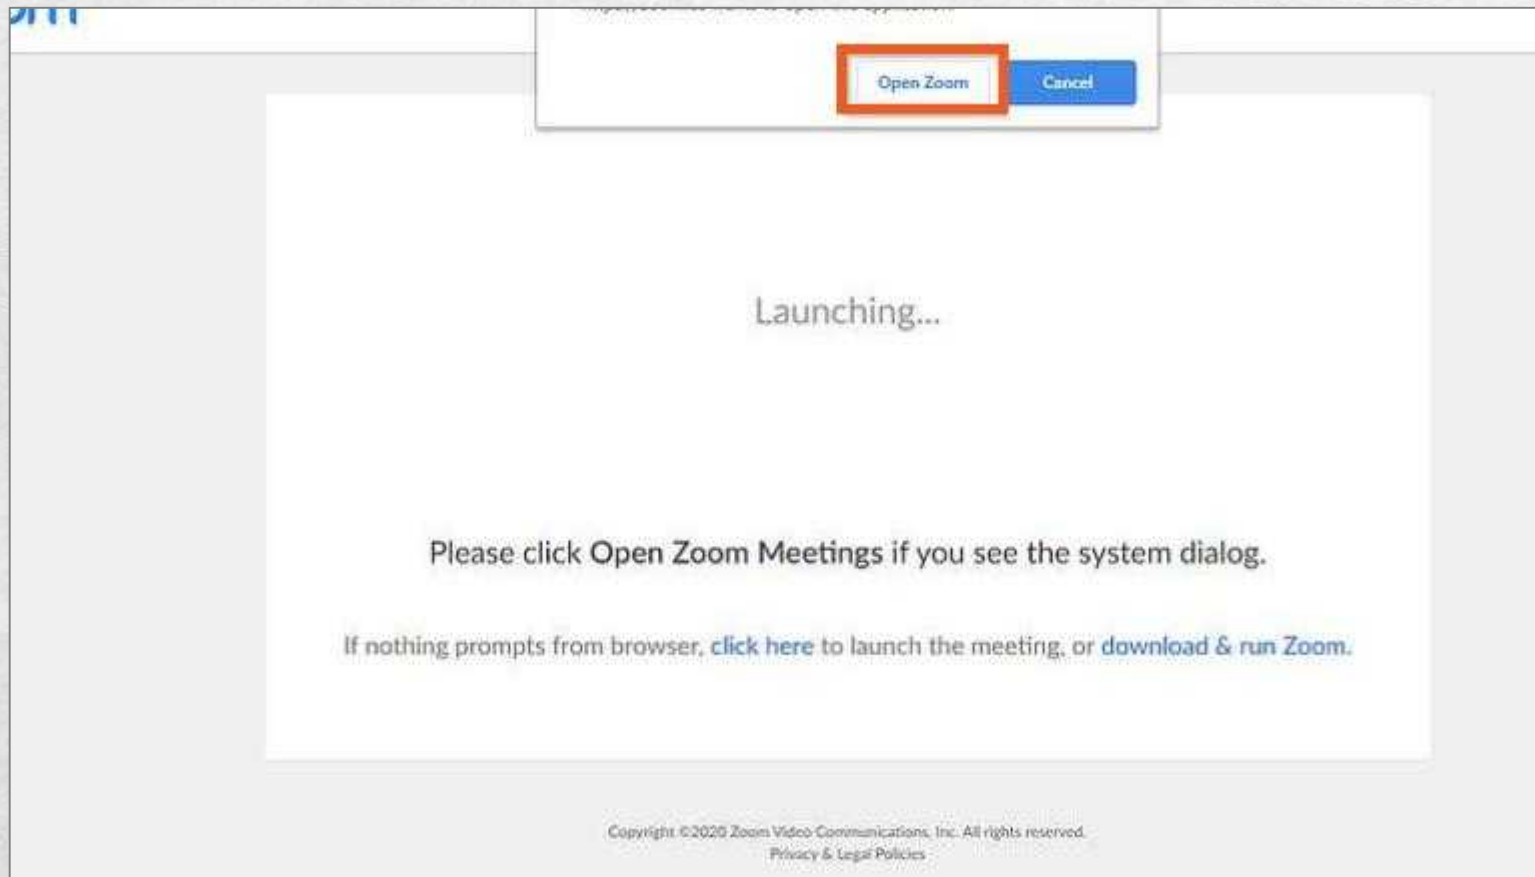 Open Zoom
Cancel
Launching...
Please click Open Zoom Meetings if you see the system dialog.
If nothing prompts from browser, click here to launch the meeting, or download & run Zoom.
Copyright ©2020 Zoom Video Communications, Inc. All rights reserved.
Privacy & Legal Policies